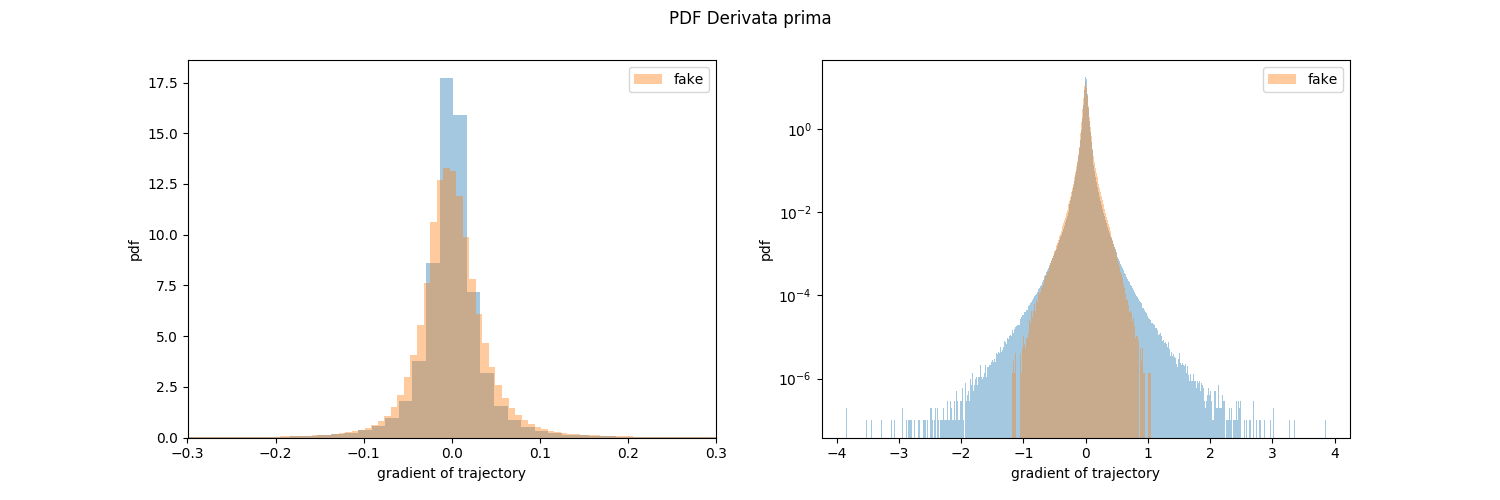 PDF Derivata prima
fake
17.5
15.0
12.5
10.0
7.5
5.0
2.5
0.0
pdf
−0.3 −0.2 −0.1 0.0 0.1 0.2 0.3
gradient of trajectory
fake
10⁰
10⁻²
10⁻⁴
10⁻⁶
pdf
−4 −3 −2 −1 0 1 2 3 4
gradient of trajectory